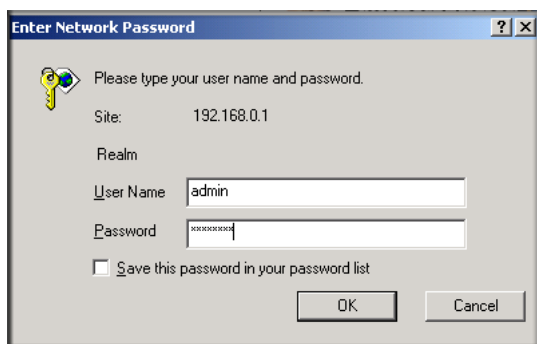 Enter Network Password
Please type your user name and password.
Site: 192.168.0.1
Realm
User Name admin
Password ********
Save this password in your password list
OK Cancel